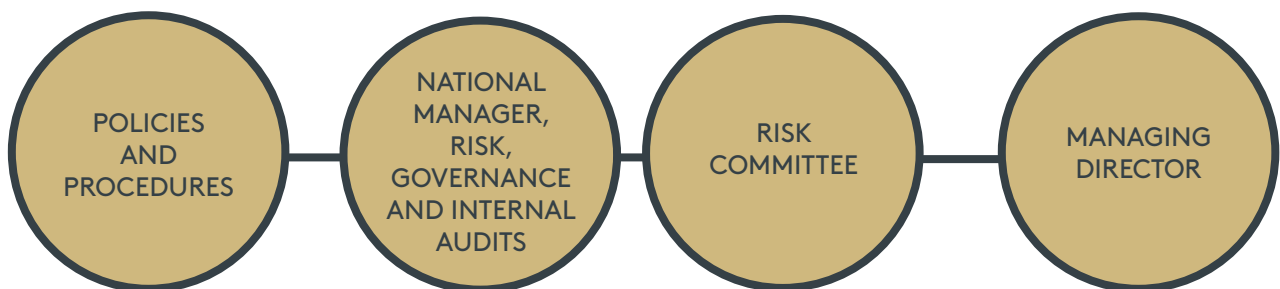 POLICIES
AND
PROCEDURES
NATIONAL
MANAGER,
RISK,
GOVERNANCE
AND INTERNAL
AUDITS
RISK
COMMITTEE
MANAGING
DIRECTOR